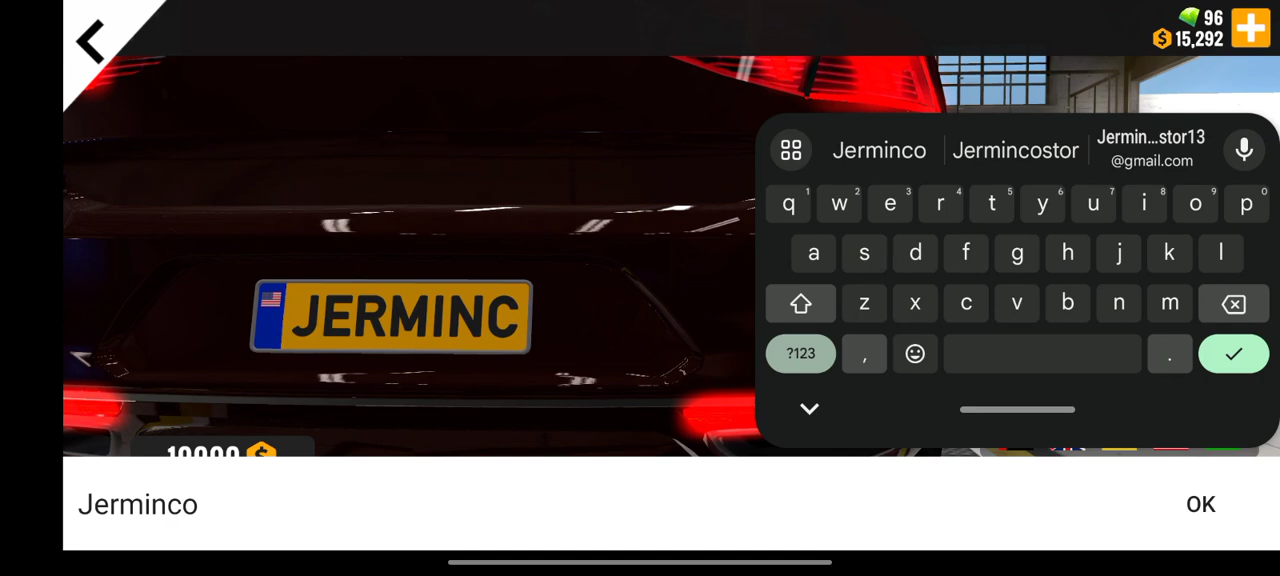 96
15,292
JERMINC
10000
Jerminco
Jermincostor
Jermin...stor13
@gmail.com
q 1 w 2 e 3 r 4 t 5 y 6 u 7 i 8 o 9 p 0
a s d f g h j k l
z x c v b n m
?123 , .
Jerminco
OK